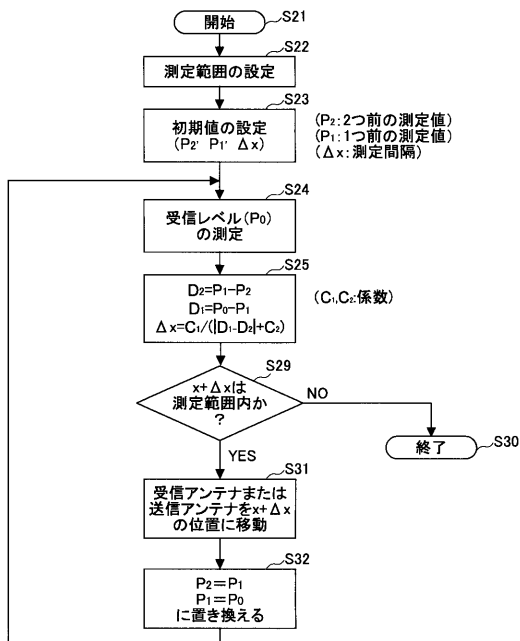 開始
S21
S22
測定範囲の設定
S23
初期値の設定
(P2, P1, Δx)
(P2:2つ前の測定値)
(P1:1つ前の測定値)
(Δx:測定間隔)
S24
受信レベル(P0)
の測定
S25
D2=P1-P2
D1=P0-P1
Δx=C1/(|D1-D2|+C2)
(C1,C2:係数)
S29
x+Δxは
測定範囲内か
?
NO
終了
S30
YES
S31
受信アンテナまたは
送信アンテナをx+Δx
の位置に移動
S32
P2=P1
P1=P0
に置き換える